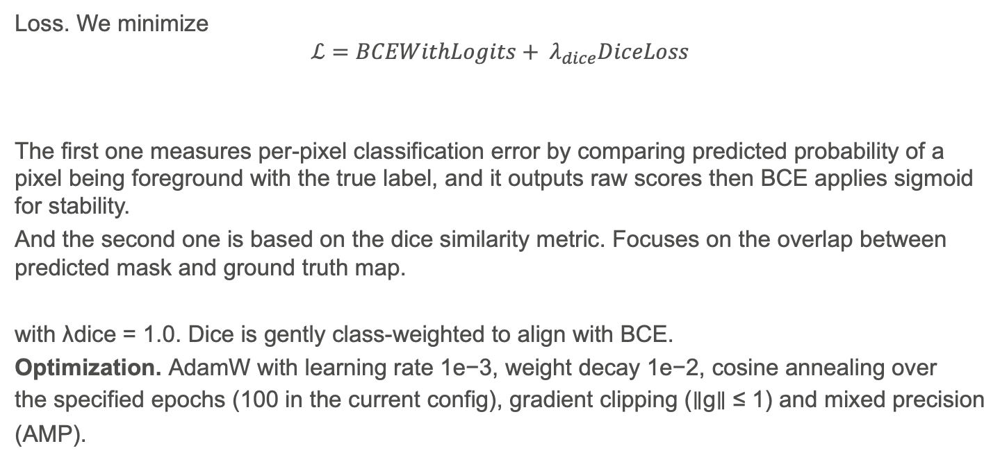 Loss. We minimize
ℒ = BCEWithLogits + λdiceDiceLoss
The first one measures per-pixel classification error by comparing predicted probability of a
pixel being foreground with the true label, and it outputs raw scores then BCE applies sigmoid
for stability.
And the second one is based on the dice similarity metric. Focuses on the overlap between
predicted mask and ground truth map.
with λdice = 1.0. Dice is gently class-weighted to align with BCE.
Optimization. AdamW with learning rate 1e−3, weight decay 1e−2, cosine annealing over
the specified epochs (100 in the current config), gradient clipping (∥g∥ ≤ 1) and mixed precision
(AMP).